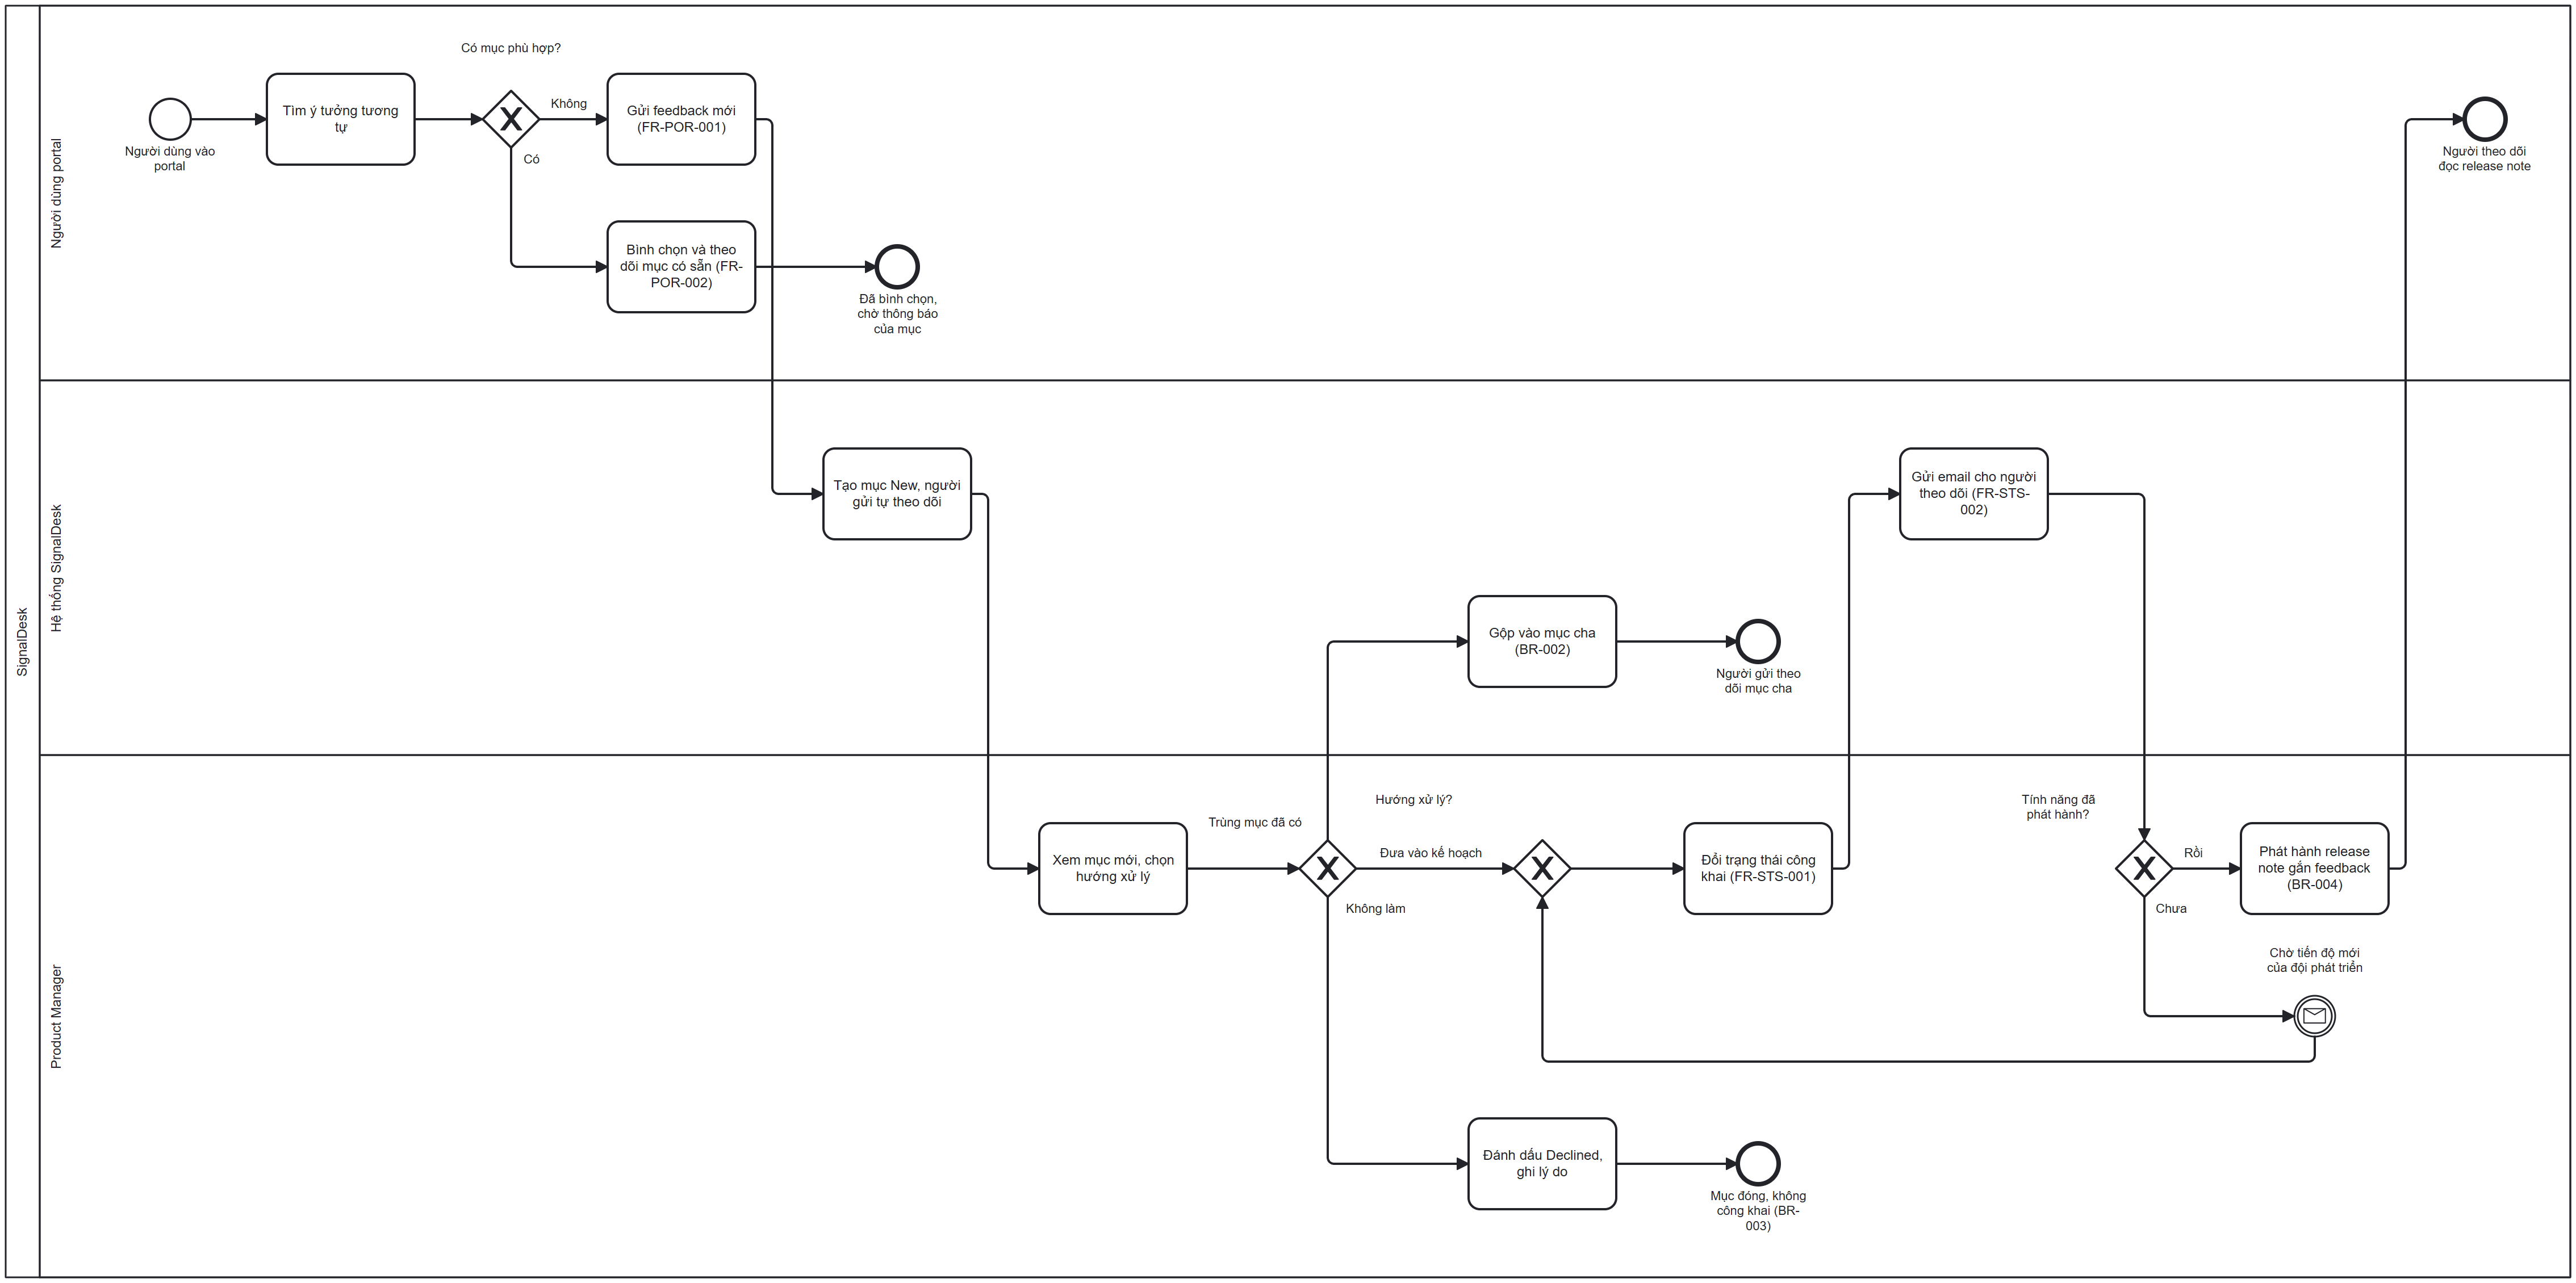 SignalDesk
Người dùng portal
Có mục phù hợp?
Người dùng vào
portal
Tìm ý tưởng tương
tự
Không
Có
Gửi feedback mới
(FR-POR-001)
Bình chọn và theo
dõi mục có sẵn (FR-
POR-002)
Đã bình chọn,
chờ thông báo
của mục
Người theo dõi
đọc release note
Hệ thống SignalDesk
Tạo mục New, người
gửi tự theo dõi
Gộp vào mục cha
(BR-002)
Người gửi theo
dõi mục cha
Gửi email cho người
theo dõi (FR-STS-
002)
Product Manager
Xem mục mới, chọn
hướng xử lý
Trùng mục đã có
Hướng xử lý?
Đưa vào kế hoạch
Không làm
Đổi trạng thái công
khai (FR-STS-001)
Tính năng đã
phát hành?
Rồi
Chưa
Phát hành release
note gắn feedback
(BR-004)
Chờ tiến độ mới
của đội phát triển
Đánh dấu Declined,
ghi lý do
Mục đóng, không
công khai (BR-
003)